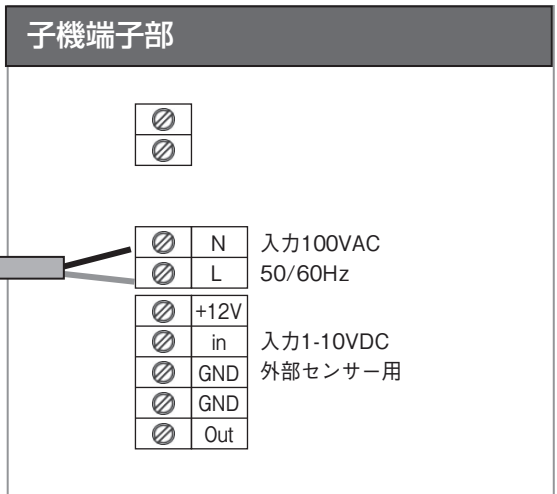 子機端子部
N 入力100VAC
L 50/60Hz
+12V
in 入力1-10VDC
GND 外部センサー用
GND
Out